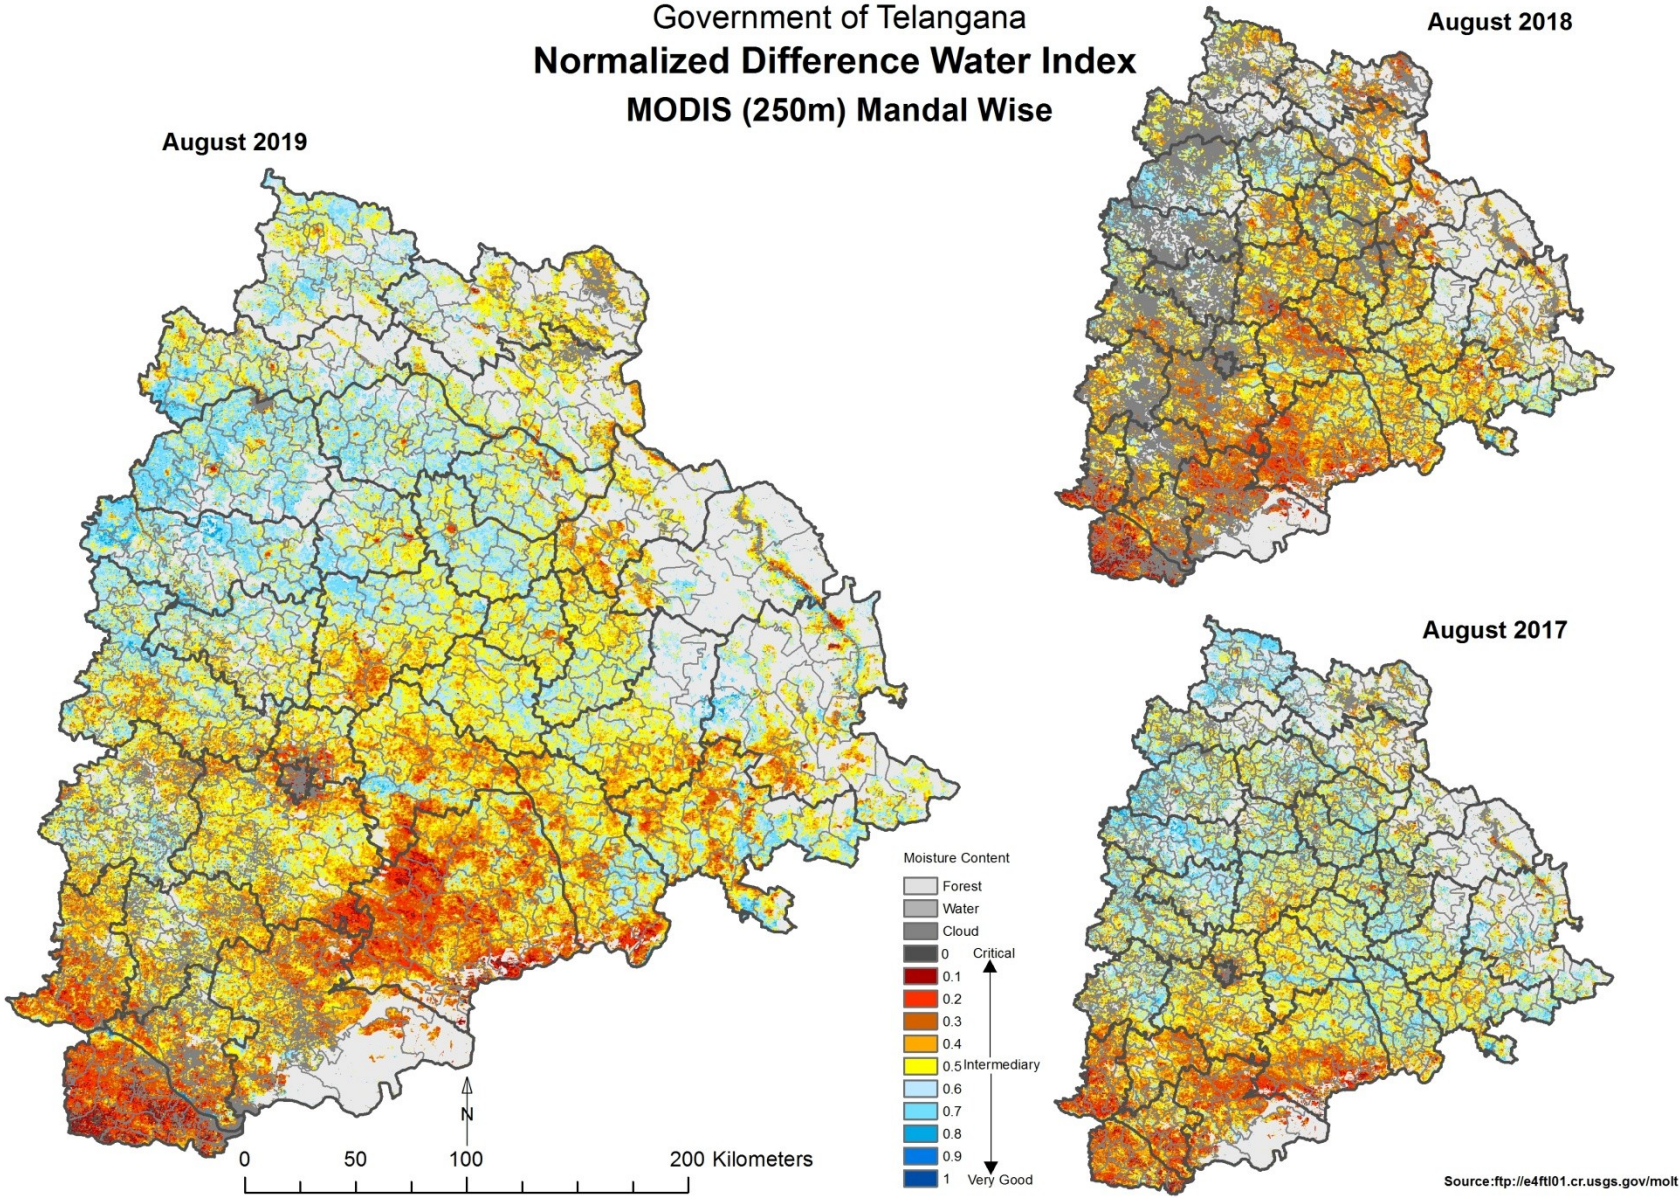 Government of Telangana
Normalized Difference Water Index
MODIS (250m) Mandal Wise
August 2019
August 2018
August 2017
Moisture Content
Forest
Water
Cloud
0 Critical
0.1
0.2
0.3
0.4
0.5 Intermediary
0.6
0.7
0.8
0.9
1 Very Good
N
0 50 100 200 Kilometers
Source:ftp://e4ftl01.cr.usgs.gov/molt